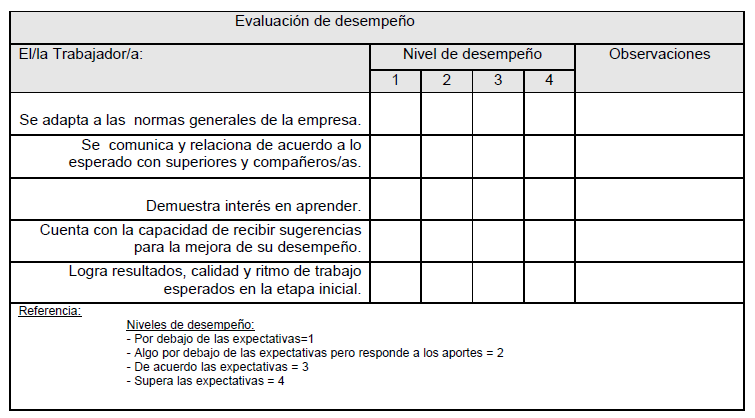 Evaluación de desempeño
El/la Trabajador/a:
Nivel de desempeño
Observaciones
1 2 3 4
Se adapta a las normas generales de la empresa.
Se comunica y relaciona de acuerdo a lo
esperado con superiores y compañeros/as.
Demuestra interés en aprender.
Cuenta con la capacidad de recibir sugerencias
para la mejora de su desempeño.
Logra resultados, calidad y ritmo de trabajo
esperados en la etapa inicial.
Referencia:
Niveles de desempeño:
- Por debajo de las expectativas=1
- Algo por debajo de las expectativas pero responde a los aportes = 2
- De acuerdo las expectativas = 3
- Supera las expectativas = 4